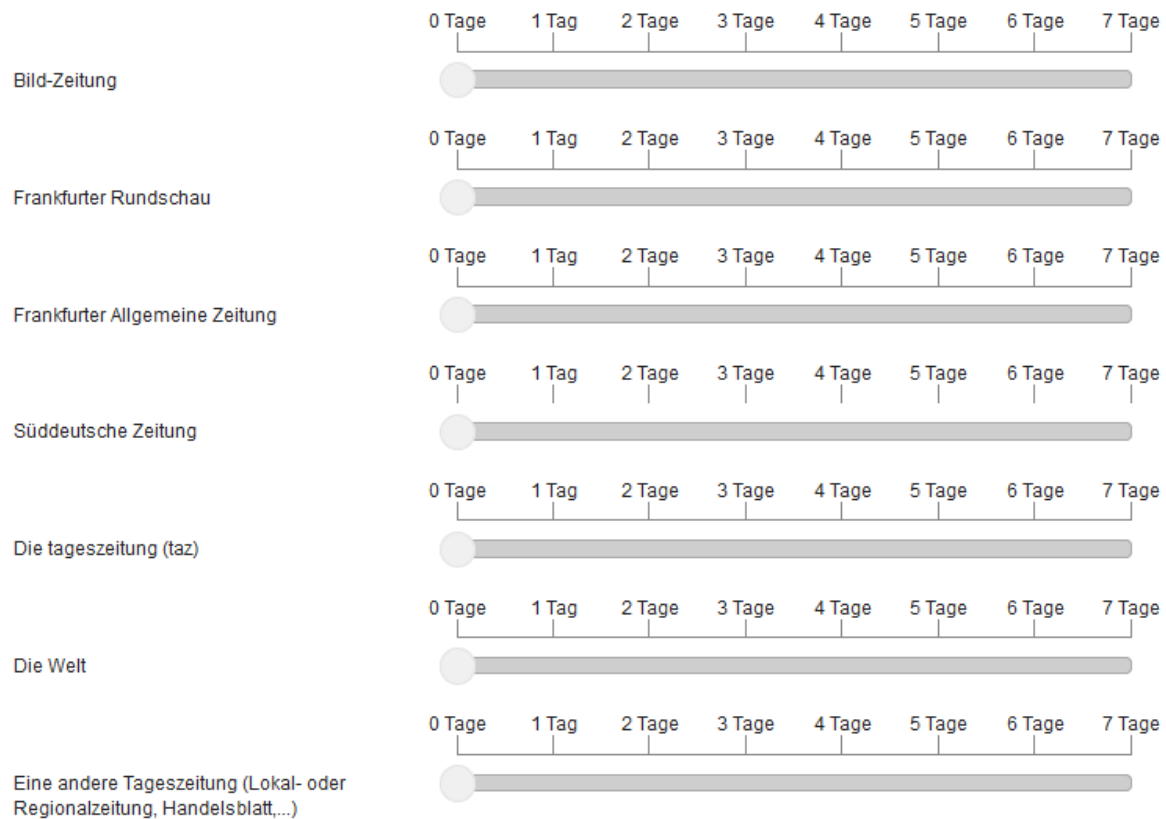 0 Tage 1 Tag 2 Tage 3 Tage 4 Tage 5 Tage 6 Tage 7 Tage
Bild-Zeitung
0 Tage 1 Tag 2 Tage 3 Tage 4 Tage 5 Tage 6 Tage 7 Tage
Frankfurter Rundschau
0 Tage 1 Tag 2 Tage 3 Tage 4 Tage 5 Tage 6 Tage 7 Tage
Frankfurter Allgemeine Zeitung
0 Tage 1 Tag 2 Tage 3 Tage 4 Tage 5 Tage 6 Tage 7 Tage
Süddeutsche Zeitung
0 Tage 1 Tag 2 Tage 3 Tage 4 Tage 5 Tage 6 Tage 7 Tage
Die tageszeitung (taz)
0 Tage 1 Tag 2 Tage 3 Tage 4 Tage 5 Tage 6 Tage 7 Tage
Die Welt
0 Tage 1 Tag 2 Tage 3 Tage 4 Tage 5 Tage 6 Tage 7 Tage
Eine andere Tageszeitung (Lokal- oder
Regionalzeitung, Handelsblatt,...)